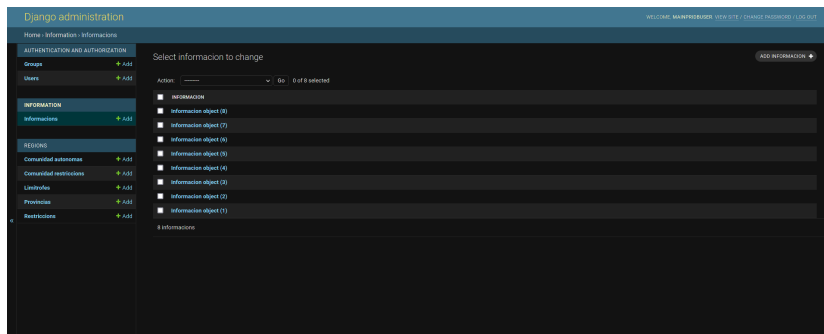 Django administration
WELCOME, MAINPRIDBUSER. VIEW SITE / CHANGE PASSWORD / LOG OUT
Home › Information › Informacions
AUTHENTICATION AND AUTHORIZATION
Groups + Add
Users + Add
INFORMATION
Informacions + Add
REGIONS
Comunidad autonomas + Add
Comunidad restriccions + Add
Limitrofes + Add
Provincias + Add
Restriccions + Add
«
Select informacion to change
ADD INFORMACION +
Action: --------- Go 0 of 8 selected
INFORMACION
Informacion object (8)
Informacion object (7)
Informacion object (6)
Informacion object (5)
Informacion object (4)
Informacion object (3)
Informacion object (2)
Informacion object (1)
8 informacions